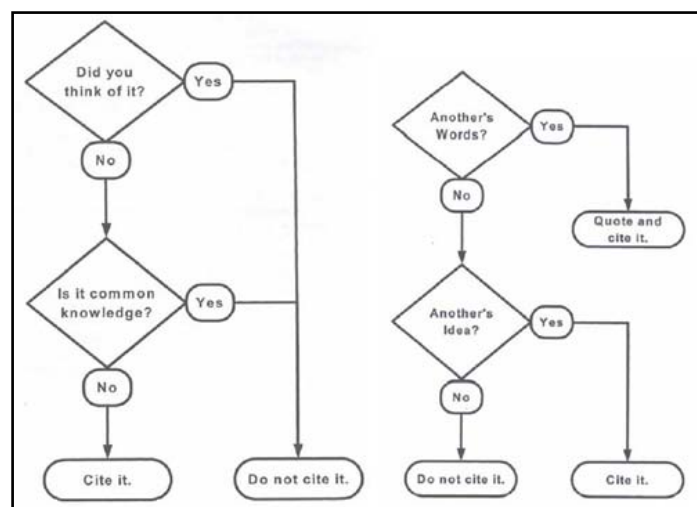 Did you
think of it?
Yes
No
Is it common
knowledge?
Yes
No
Cite it.
Do not cite it.
Another's
Words?
Yes
No
Quote and
cite it.
Another's
Idea?
Yes
No
Do not cite it.
Cite it.